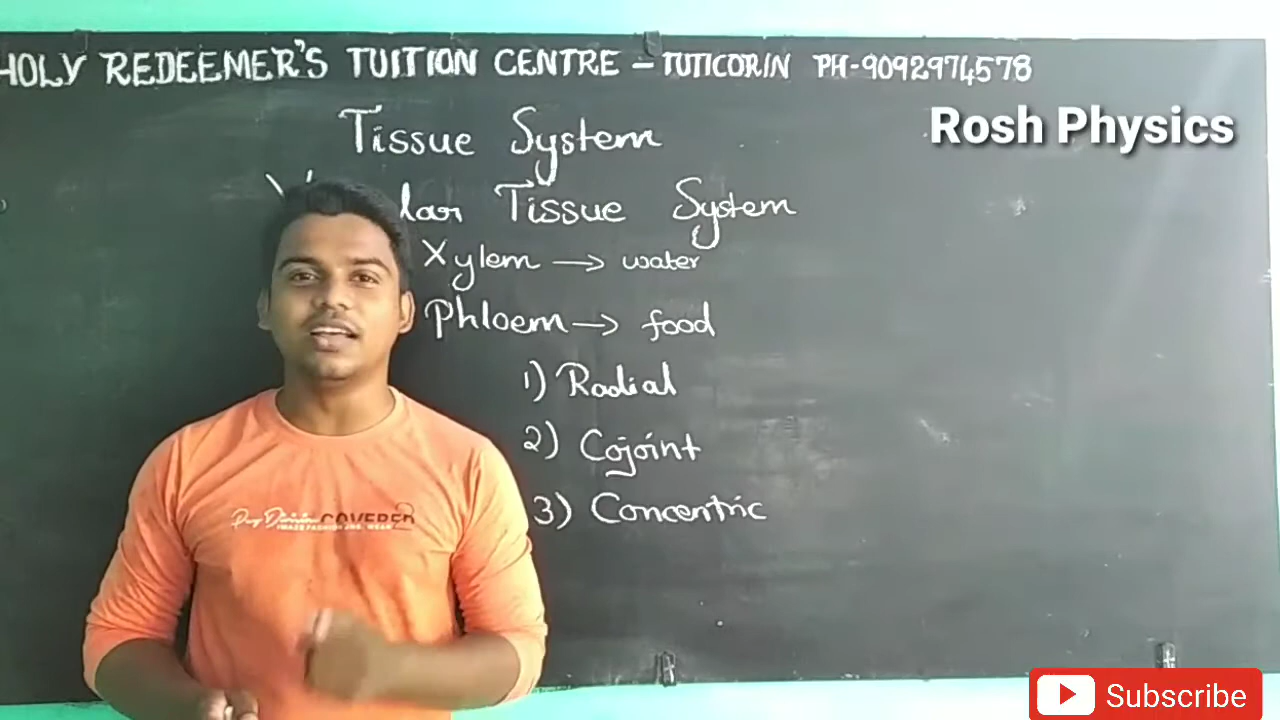 HOLY REDEEMER'S TUITION CENTRE – TUTICORIN PH-9092974578
Rosh Physics
Tissue System
lar Tissue System
Xylem → water
Phloem → food
1) Radial
2) Cojoint
3) Concentric
COVERED
Subscribe